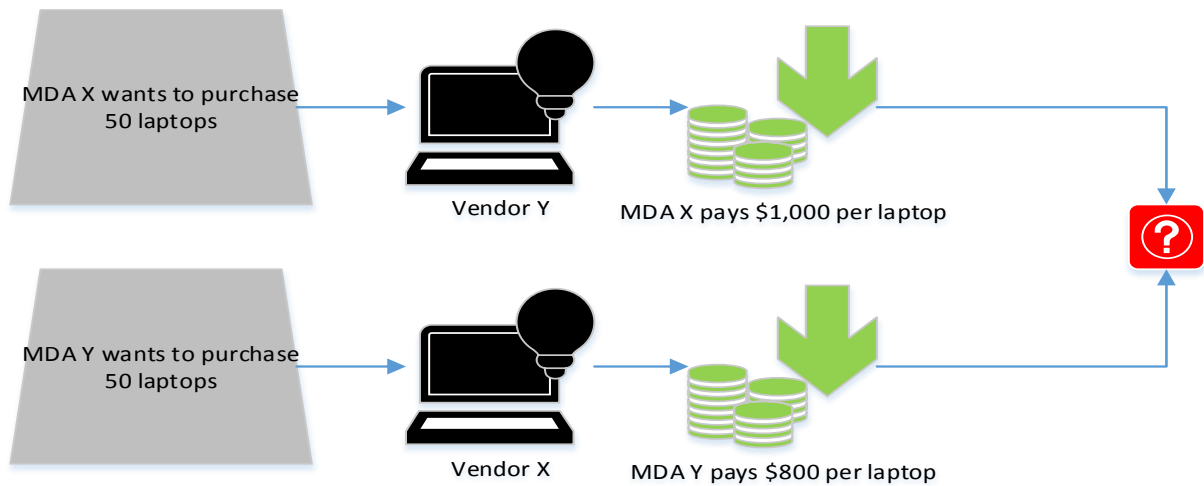 MDA X wants to purchase
50 laptops
Vendor Y
MDA X pays $1,000 per laptop
?
MDA Y wants to purchase
50 laptops
Vendor X
MDA Y pays $800 per laptop